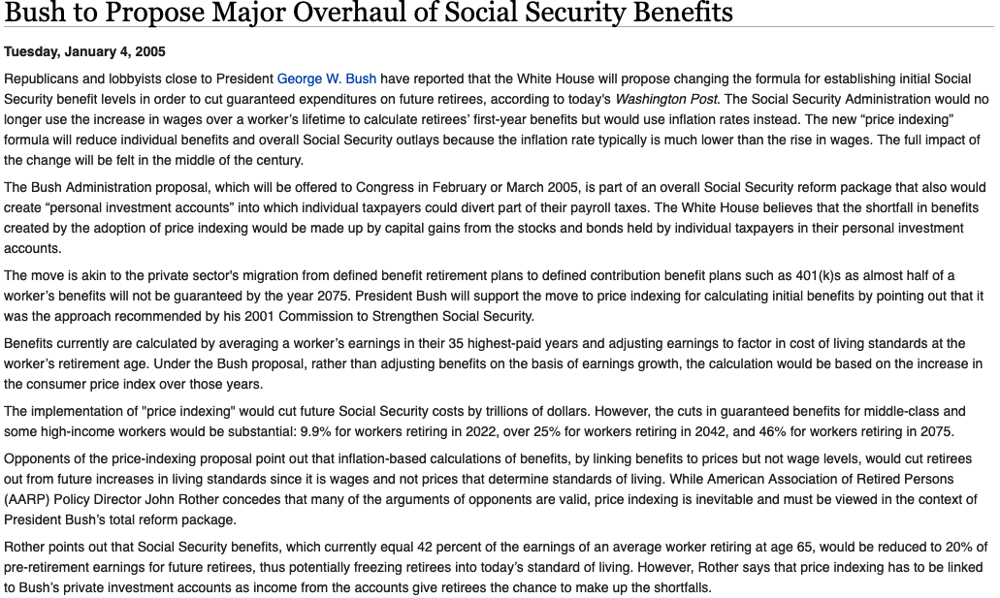 Bush to Propose Major Overhaul of Social Security Benefits
Tuesday, January 4, 2005
Republicans and lobbyists close to President George W. Bush have reported that the White House will propose changing the formula for establishing initial Social
Security benefit levels in order to cut guaranteed expenditures on future retirees, according to today's Washington Post. The Social Security Administration would no
longer use the increase in wages over a worker’s lifetime to calculate retirees’ first-year benefits but would use inflation rates instead. The new “price indexing”
formula will reduce individual benefits and overall Social Security outlays because the inflation rate typically is much lower than the rise in wages. The full impact of
the change will be felt in the middle of the century.
The Bush Administration proposal, which will be offered to Congress in February or March 2005, is part of an overall Social Security reform package that also would
create “personal investment accounts” into which individual taxpayers could divert part of their payroll taxes. The White House believes that the shortfall in benefits
created by the adoption of price indexing would be made up by capital gains from the stocks and bonds held by individual taxpayers in their personal investment
accounts.
The move is akin to the private sector's migration from defined benefit retirement plans to defined contribution benefit plans such as 401(k)s as almost half of a
worker’s benefits will not be guaranteed by the year 2075. President Bush will support the move to price indexing for calculating initial benefits by pointing out that it
was the approach recommended by his 2001 Commission to Strengthen Social Security.
Benefits currently are calculated by averaging a worker’s earnings in their 35 highest-paid years and adjusting earnings to factor in cost of living standards at the
worker’s retirement age. Under the Bush proposal, rather than adjusting benefits on the basis of earnings growth, the calculation would be based on the increase in
the consumer price index over those years.
The implementation of "price indexing" would cut future Social Security costs by trillions of dollars. However, the cuts in guaranteed benefits for middle-class and
some high-income workers would be substantial: 9.9% for workers retiring in 2022, over 25% for workers retiring in 2042, and 46% for workers retiring in 2075.
Opponents of the price-indexing proposal point out that inflation-based calculations of benefits, by linking benefits to prices but not wage levels, would cut retirees
out from future increases in living standards since it is wages and not prices that determine standards of living. While American Association of Retired Persons
(AARP) Policy Director John Rother concedes that many of the arguments of opponents are valid, price indexing is inevitable and must be viewed in the context of
President Bush’s total reform package.
Rother points out that Social Security benefits, which currently equal 42 percent of the earnings of an average worker retiring at age 65, would be reduced to 20% of
pre-retirement earnings for future retirees, thus potentially freezing retirees into today’s standard of living. However, Rother says that price indexing has to be linked
to Bush’s private investment accounts as income from the accounts give retirees the chance to make up the shortfalls.